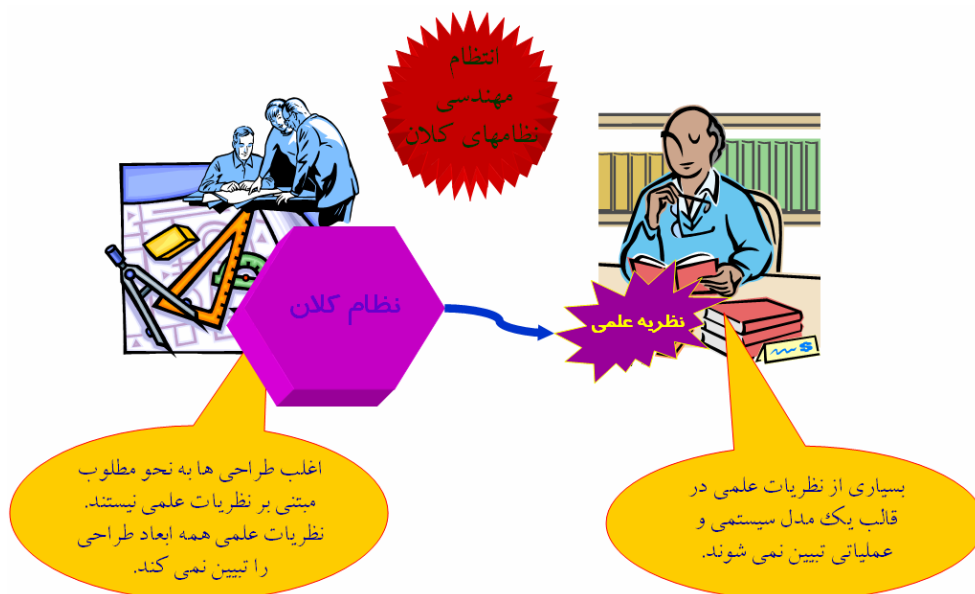 انتظام
مهندسی
نظامهای کلان
نظام کلان
نظریه علمی
اغلب طراحی ها به نحو مطلوب
مبتنی بر نظریات علمی نیستند.
نظریات علمی همه ابعاد طراحی
را تبیین نمی کند.
بسیاری از نظریات علمی در
قالب یک مدل سیستمی و
عملیاتی تبیین نمی شوند.